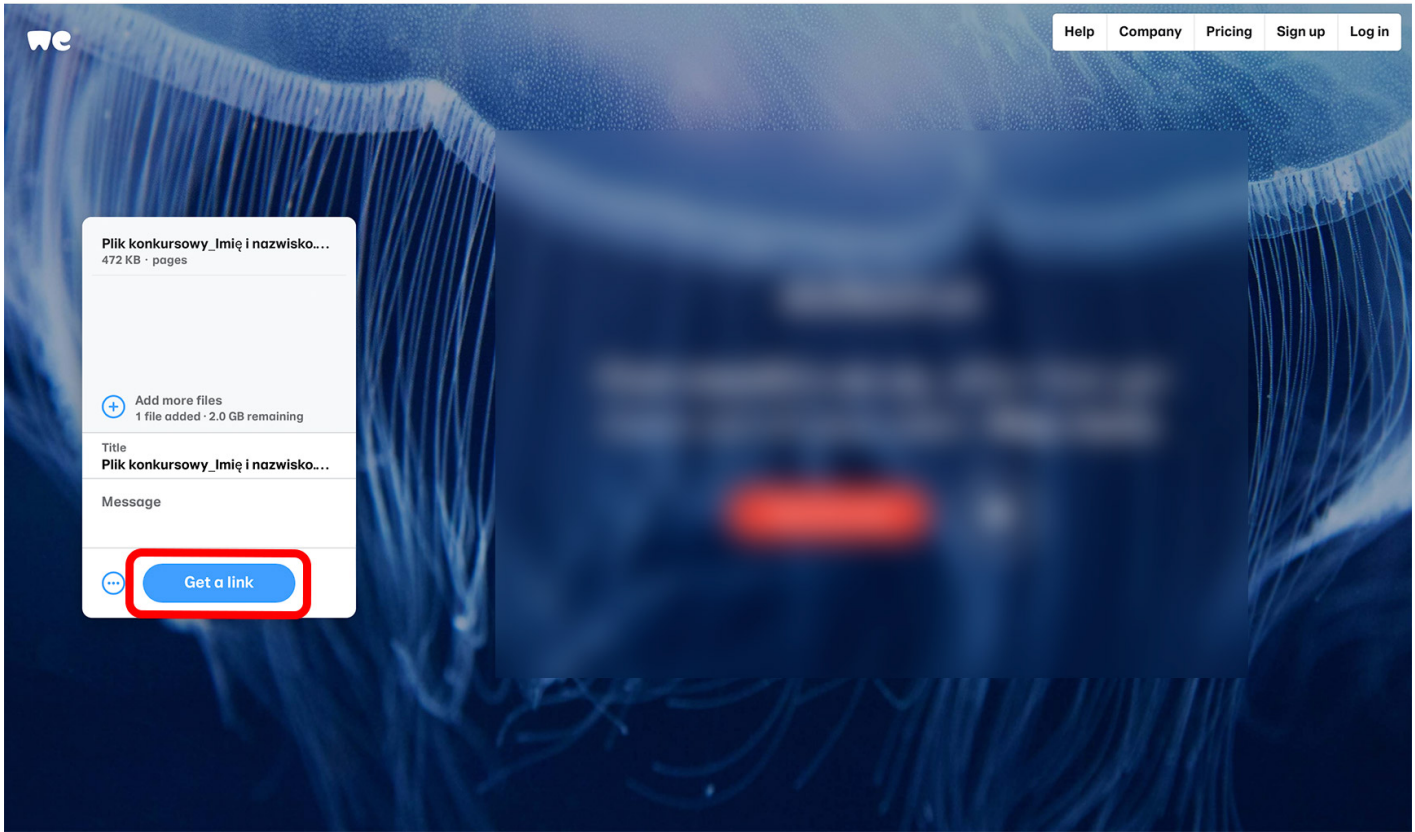 we
Help Company Pricing Sign up Log in
Plik konkursowy_Imię i nazwisko....
472 KB · pages
Add more files
1 file added · 2.0 GB remaining
Title
Plik konkursowy_Imię i nazwisko....
Message
Get a link